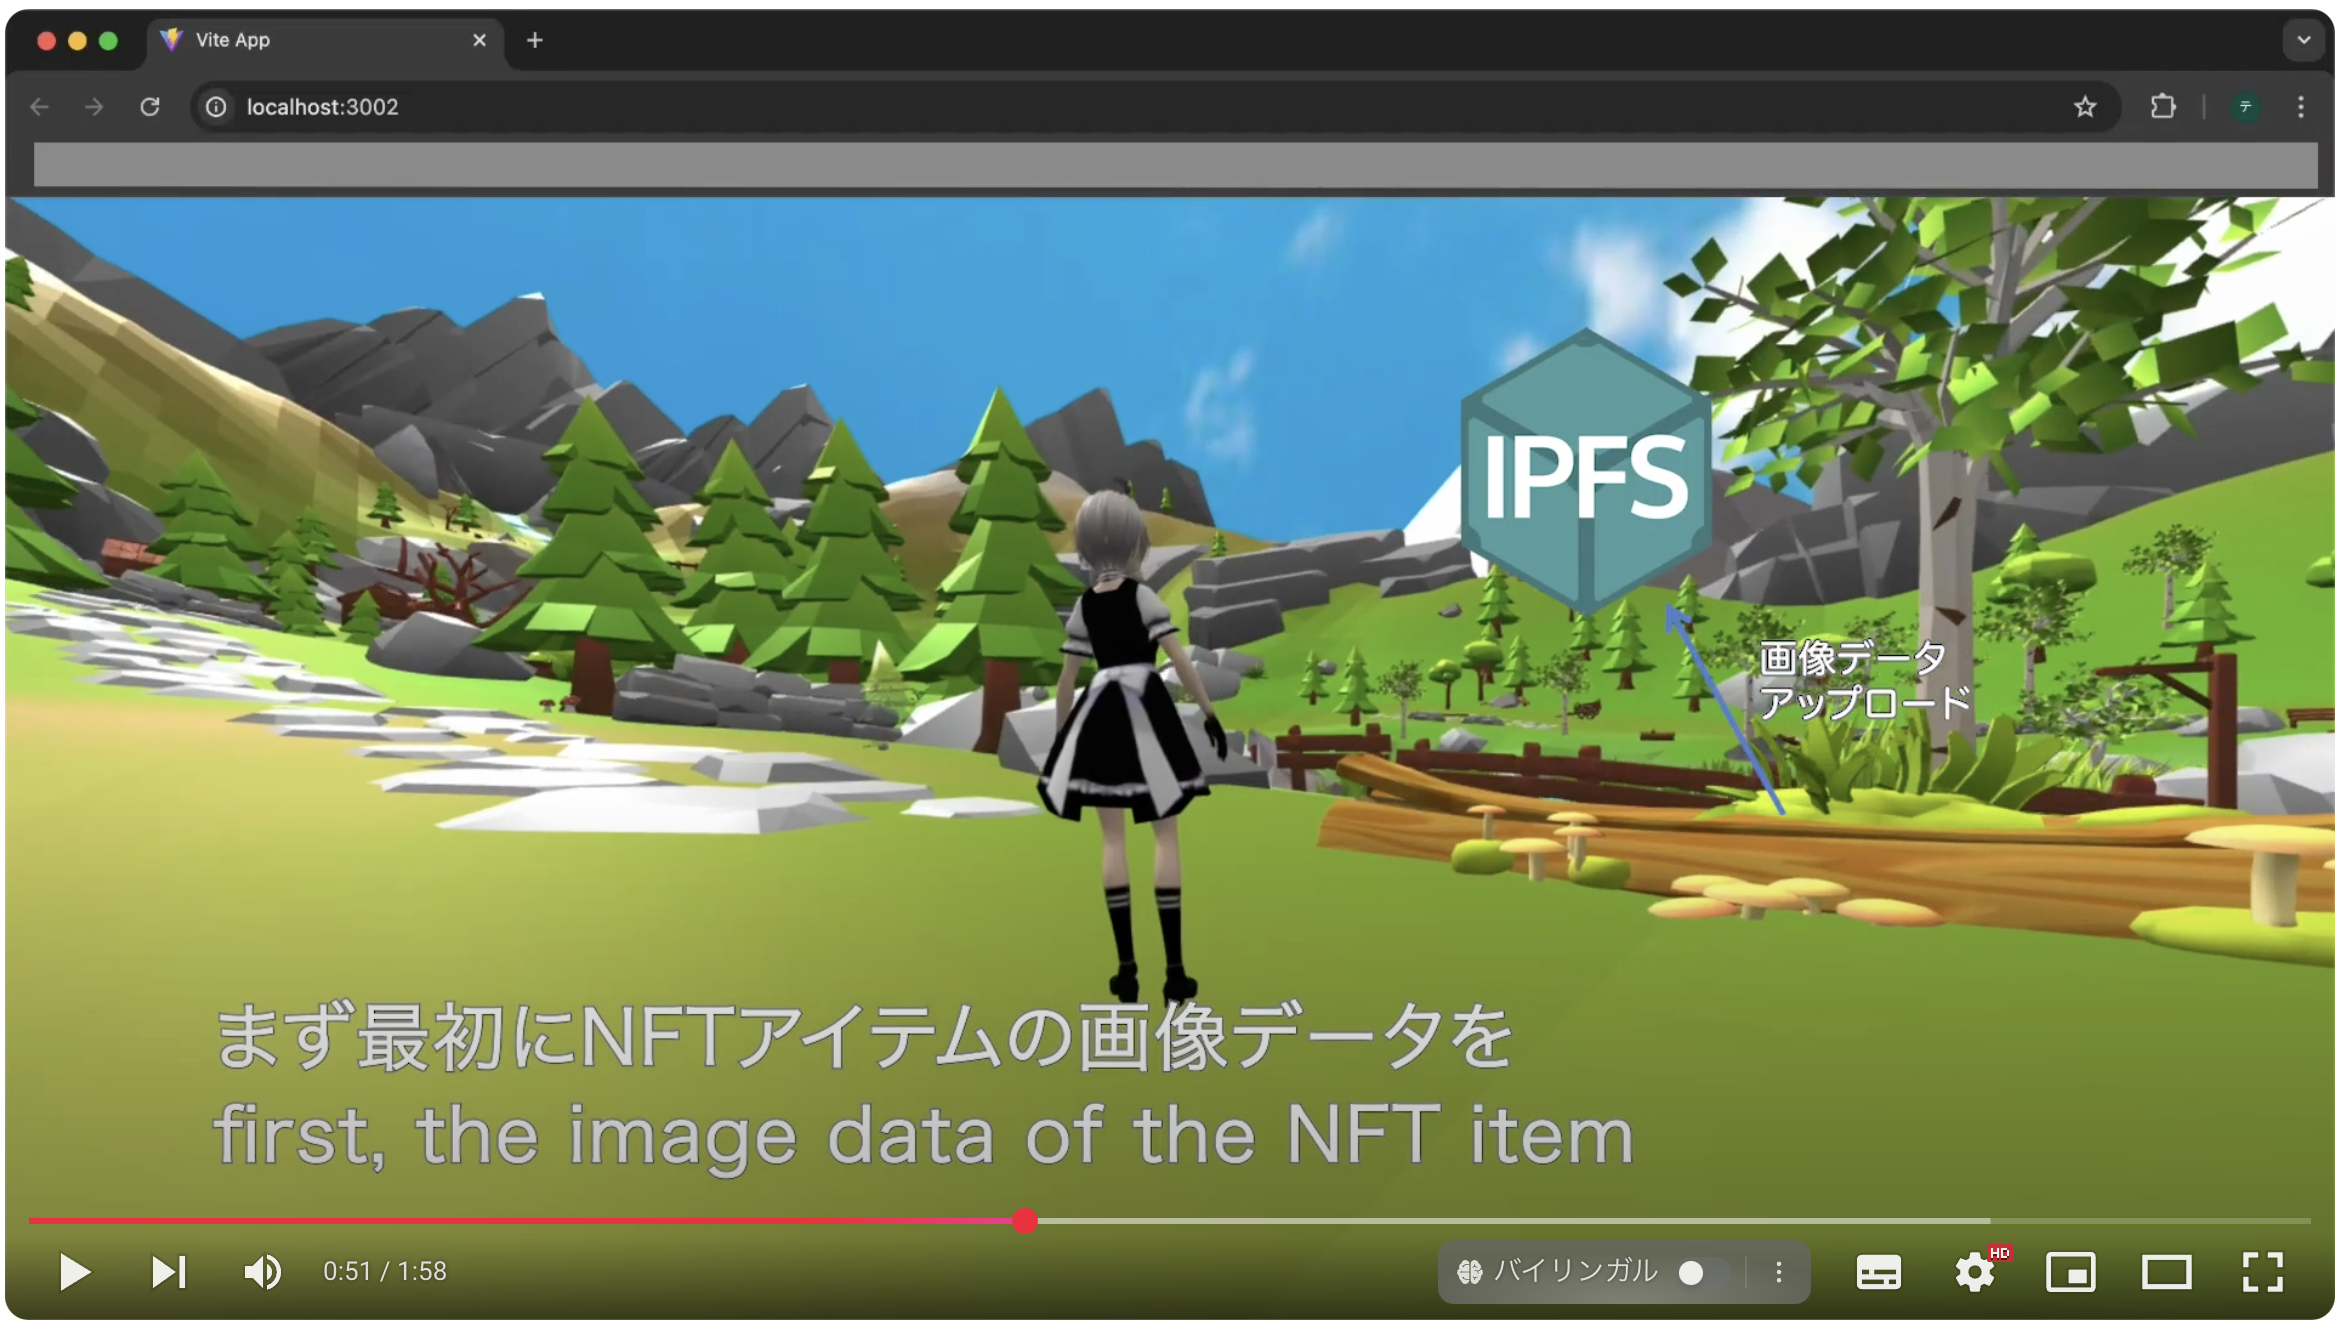 Vite App
localhost:3002
テ
IPFS
画像データ
アップロード
まず最初にNFTアイテムの画像データを
first, the image data of the NFT item
0:51 / 1:58
バイリンガル
HD